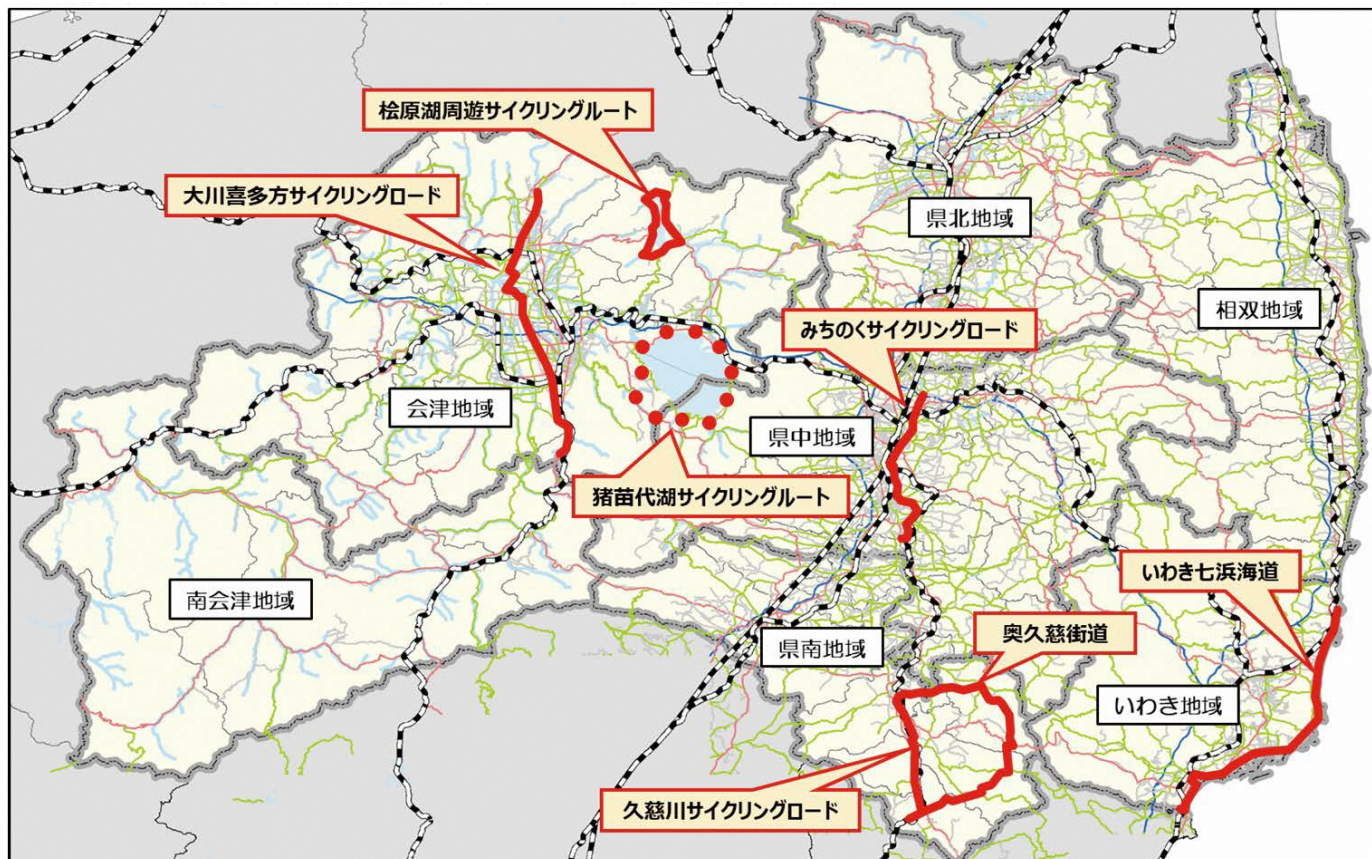 桧原湖周遊サイクリングルート
大川喜多方サイクリングロード
県北地域
相双地域
みちのくサイクリングロード
会津地域
県中地域
猪苗代湖サイクリングルート
いわき七浜海道
南会津地域
奥久慈街道
県南地域
いわき地域
久慈川サイクリングロード